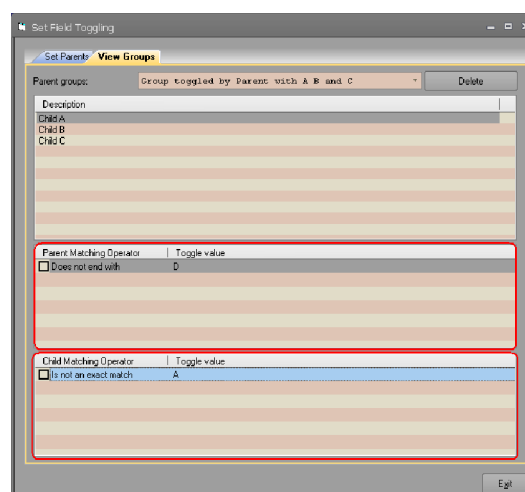 Set Field Toggling
Set Parents View Groups
Parent groups: Group toggled by Parent with A B and C Delete
Description
Child A
Child B
Child C
Parent Matching Operator Toggle value
Does not end with D
Child Matching Operator Toggle value
Is not an exact match A
Exit